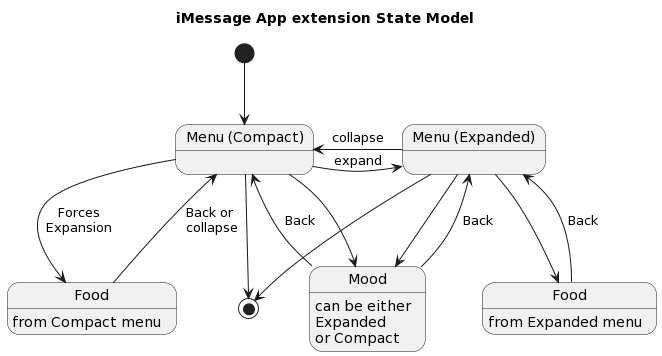 iMessage App extension State Model
Menu (Compact)
collapse
expand
Menu (Expanded)
Forces
Expansion
Back or
collapse
Back
Back
Back
Food
from Compact menu
Mood
can be either
Expanded
or Compact
Food
from Expanded menu